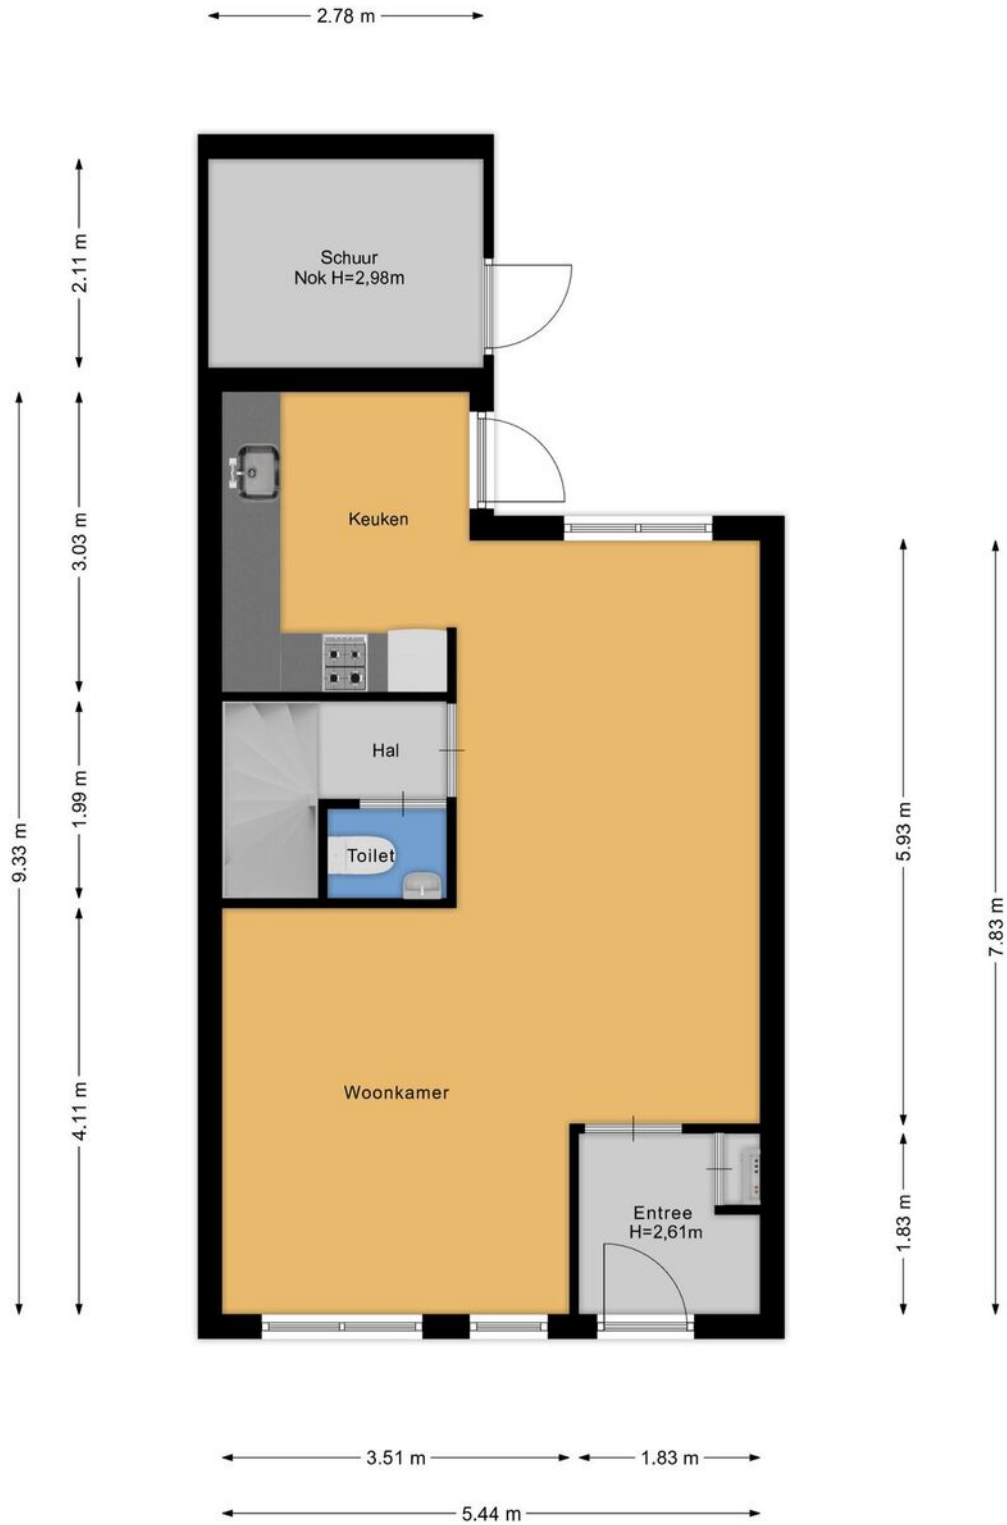 2.78 m
2.11 m
Schuur
Nok H=2,98m
3.03 m
Keuken
Hal
1.99 m
Toilet
9.33 m
5.93 m
7.83 m
Woonkamer
4.11 m
Entree
H=2,61m
1.83 m
3.51 m
1.83 m
5.44 m